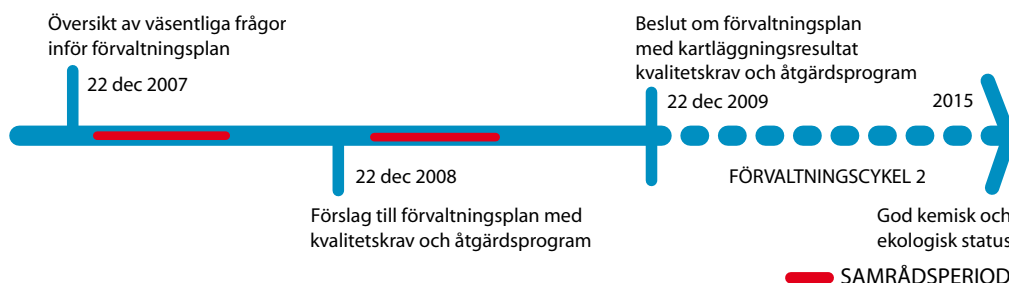 Översikt av väsentliga frågor
inför förvaltningsplan
22 dec 2007
Beslut om förvaltningsplan
med kartläggningsresultat
kvalitetskrav och åtgärdsprogram
22 dec 2009
2015
22 dec 2008
Förslag till förvaltningsplan med
kvalitetskrav och åtgärdsprogram
FÖRVALTNINGSCYKEL 2
God kemisk och
ekologisk status
SAMRÅDSPERIOD